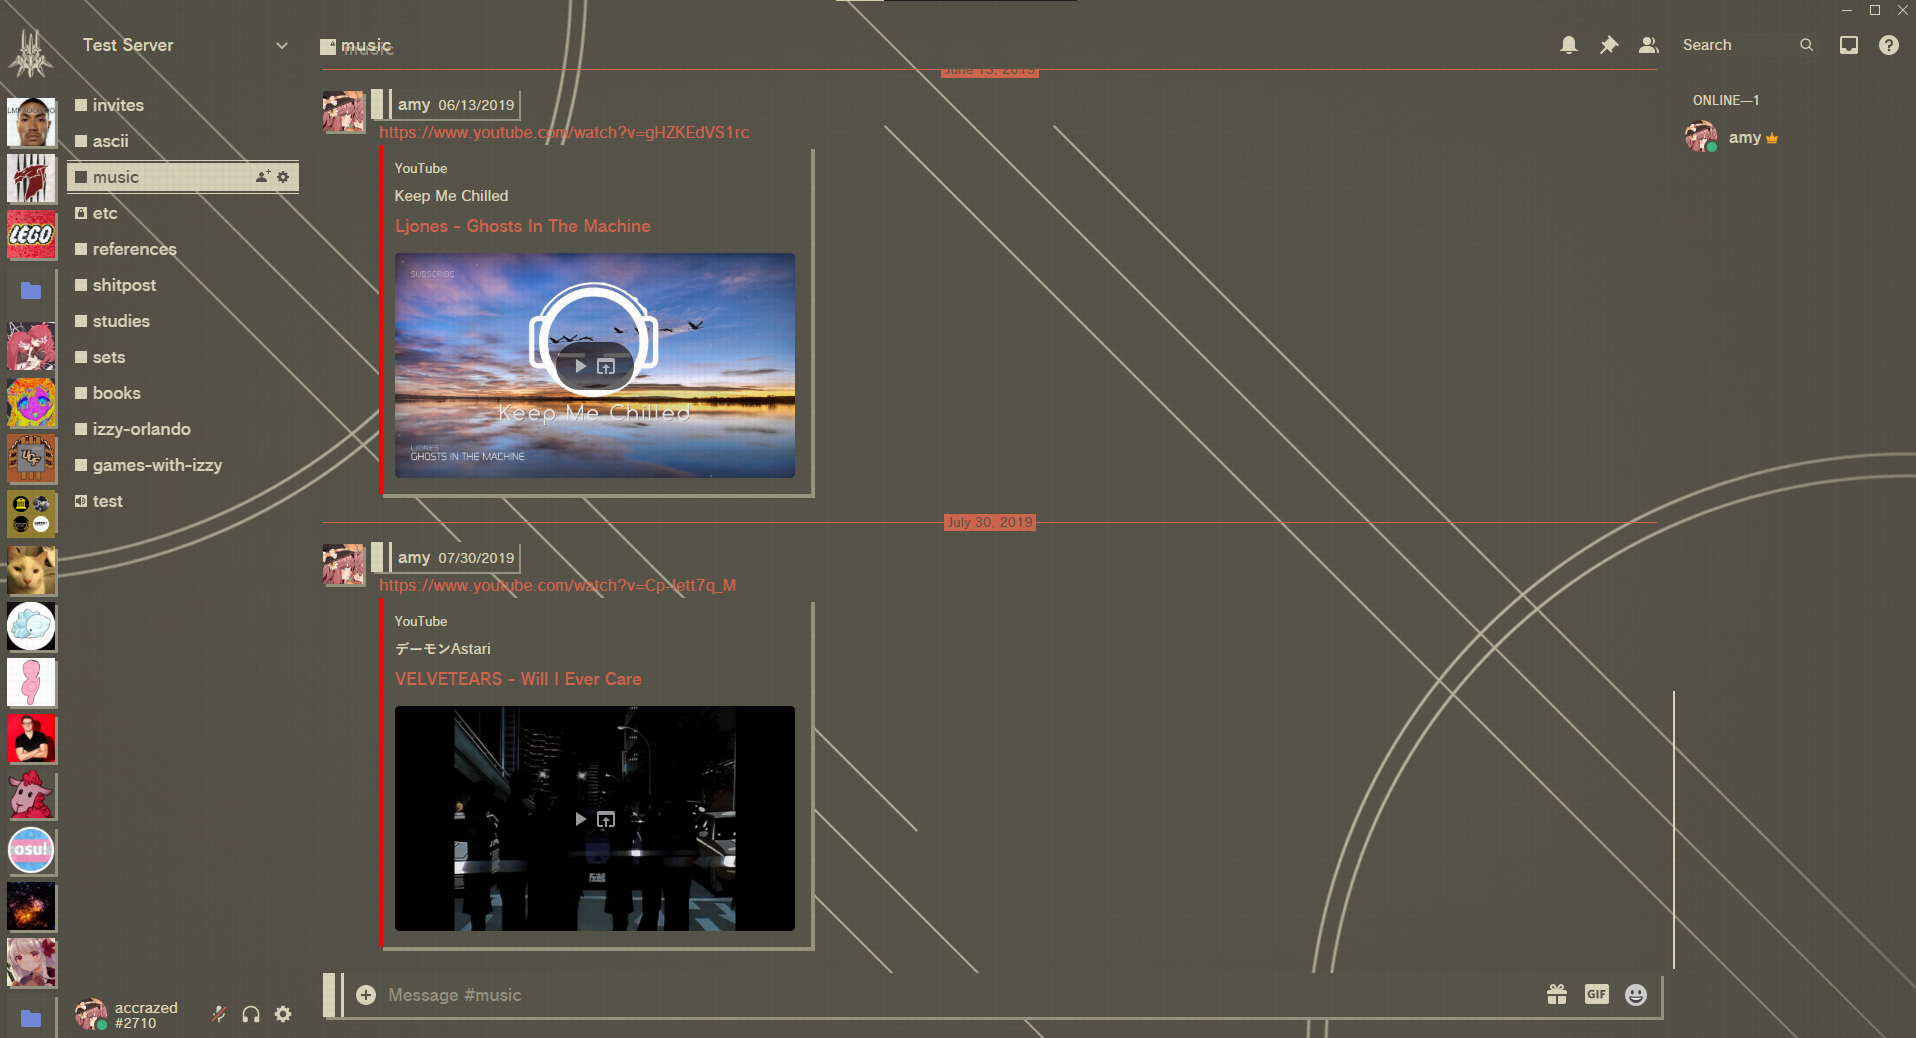 Test Server
music
Search
June 13, 2019
invites
ascii
music
etc
references
shitpost
studies
sets
books
izzy-orlando
games-with-izzy
test
LEGO
UCF
osu!
accrazed
#2710
amy 06/13/2019
https://www.youtube.com/watch?v=gHZKEdVS1rc
YouTube
Keep Me Chilled
Ljones - Ghosts In The Machine
SUBSCRIBE
Keep Me Chilled
LJONES
GHOSTS IN THE MACHINE
July 30, 2019
amy 07/30/2019
https://www.youtube.com/watch?v=Cp-lett7q_M
YouTube
デーモンAstari
VELVETEARS - Will I Ever Care
Message #music
GIF
ONLINE—1
amy